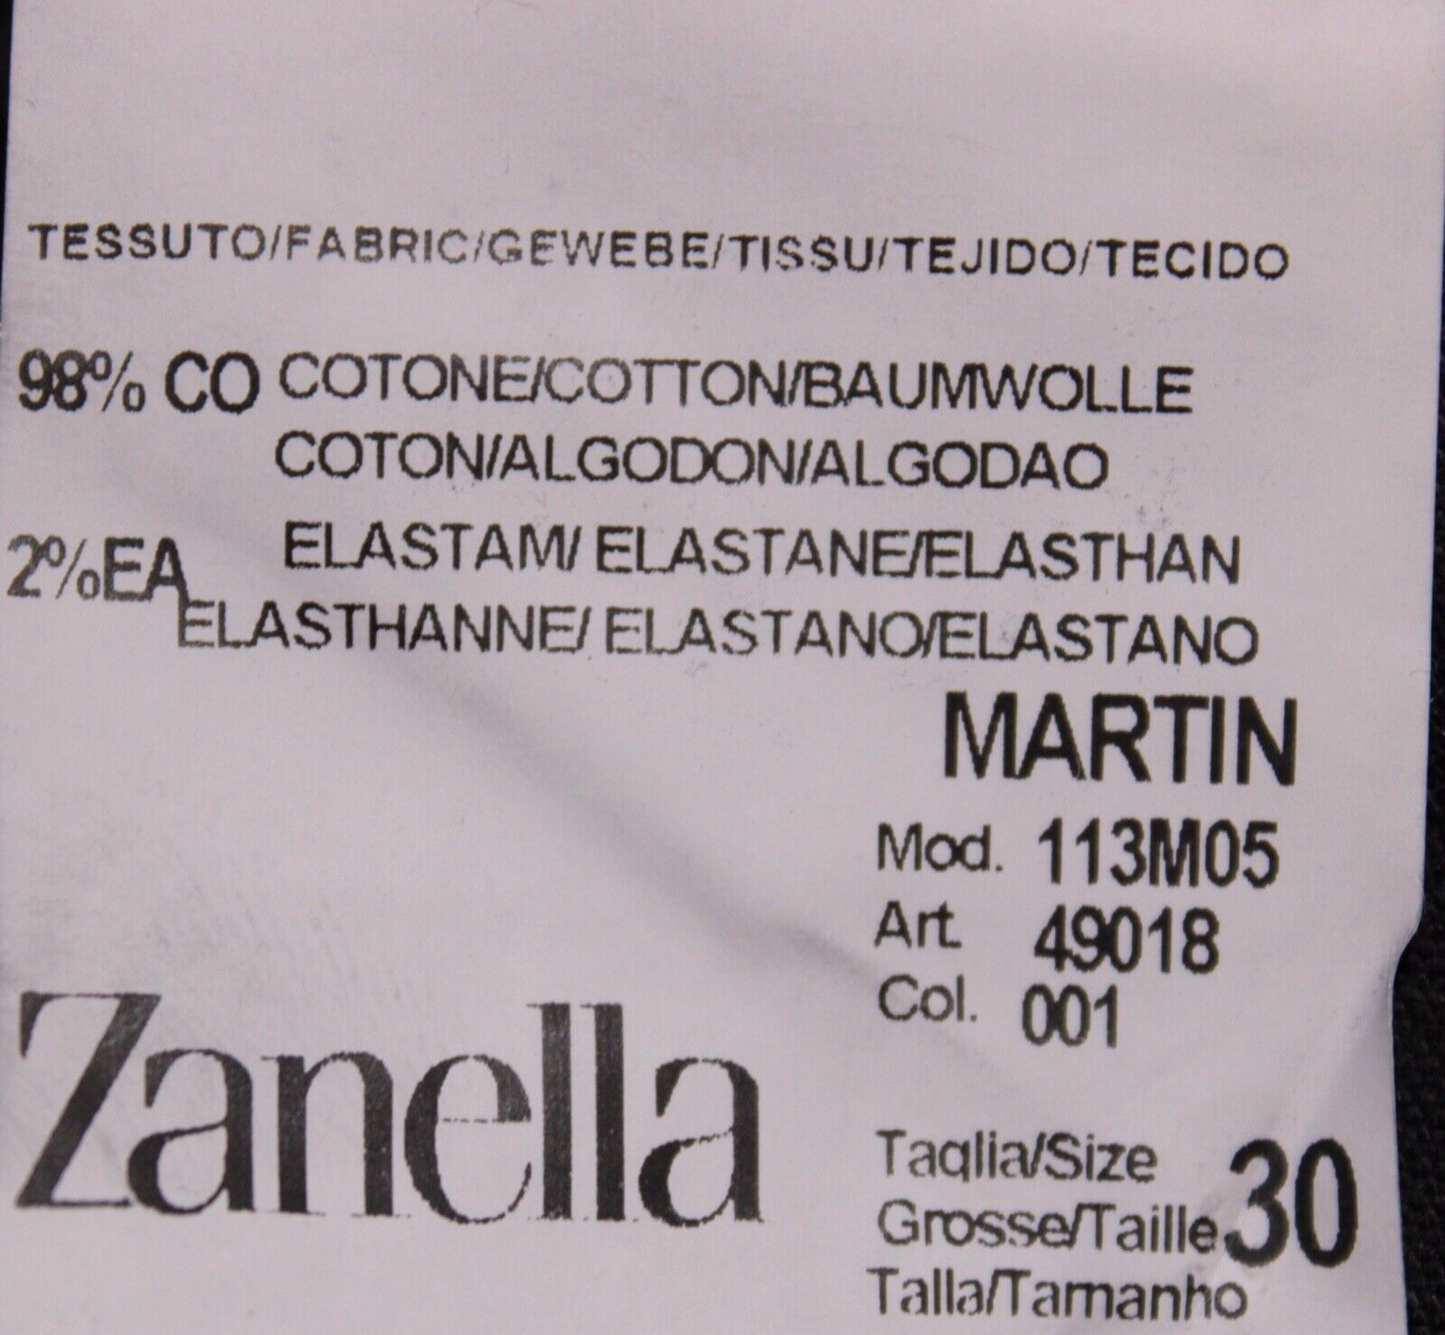 TESSUTO/FABRIC/GEWEBE/TISSU/TEJIDO/TECIDO
98% CO COTONE/COTTON/BAUMWOLLE
COTON/ALGODON/ALGODAO
2%EA ELASTAM/ ELASTANE/ELASTHAN
ELASTHANNE/ ELASTANO/ELASTANO
MARTIN
Mod. 113M05
Art. 49018
Col. 001
Zanella
Taglia/Size
Grosse/Taille 30
Talla/Tamanho